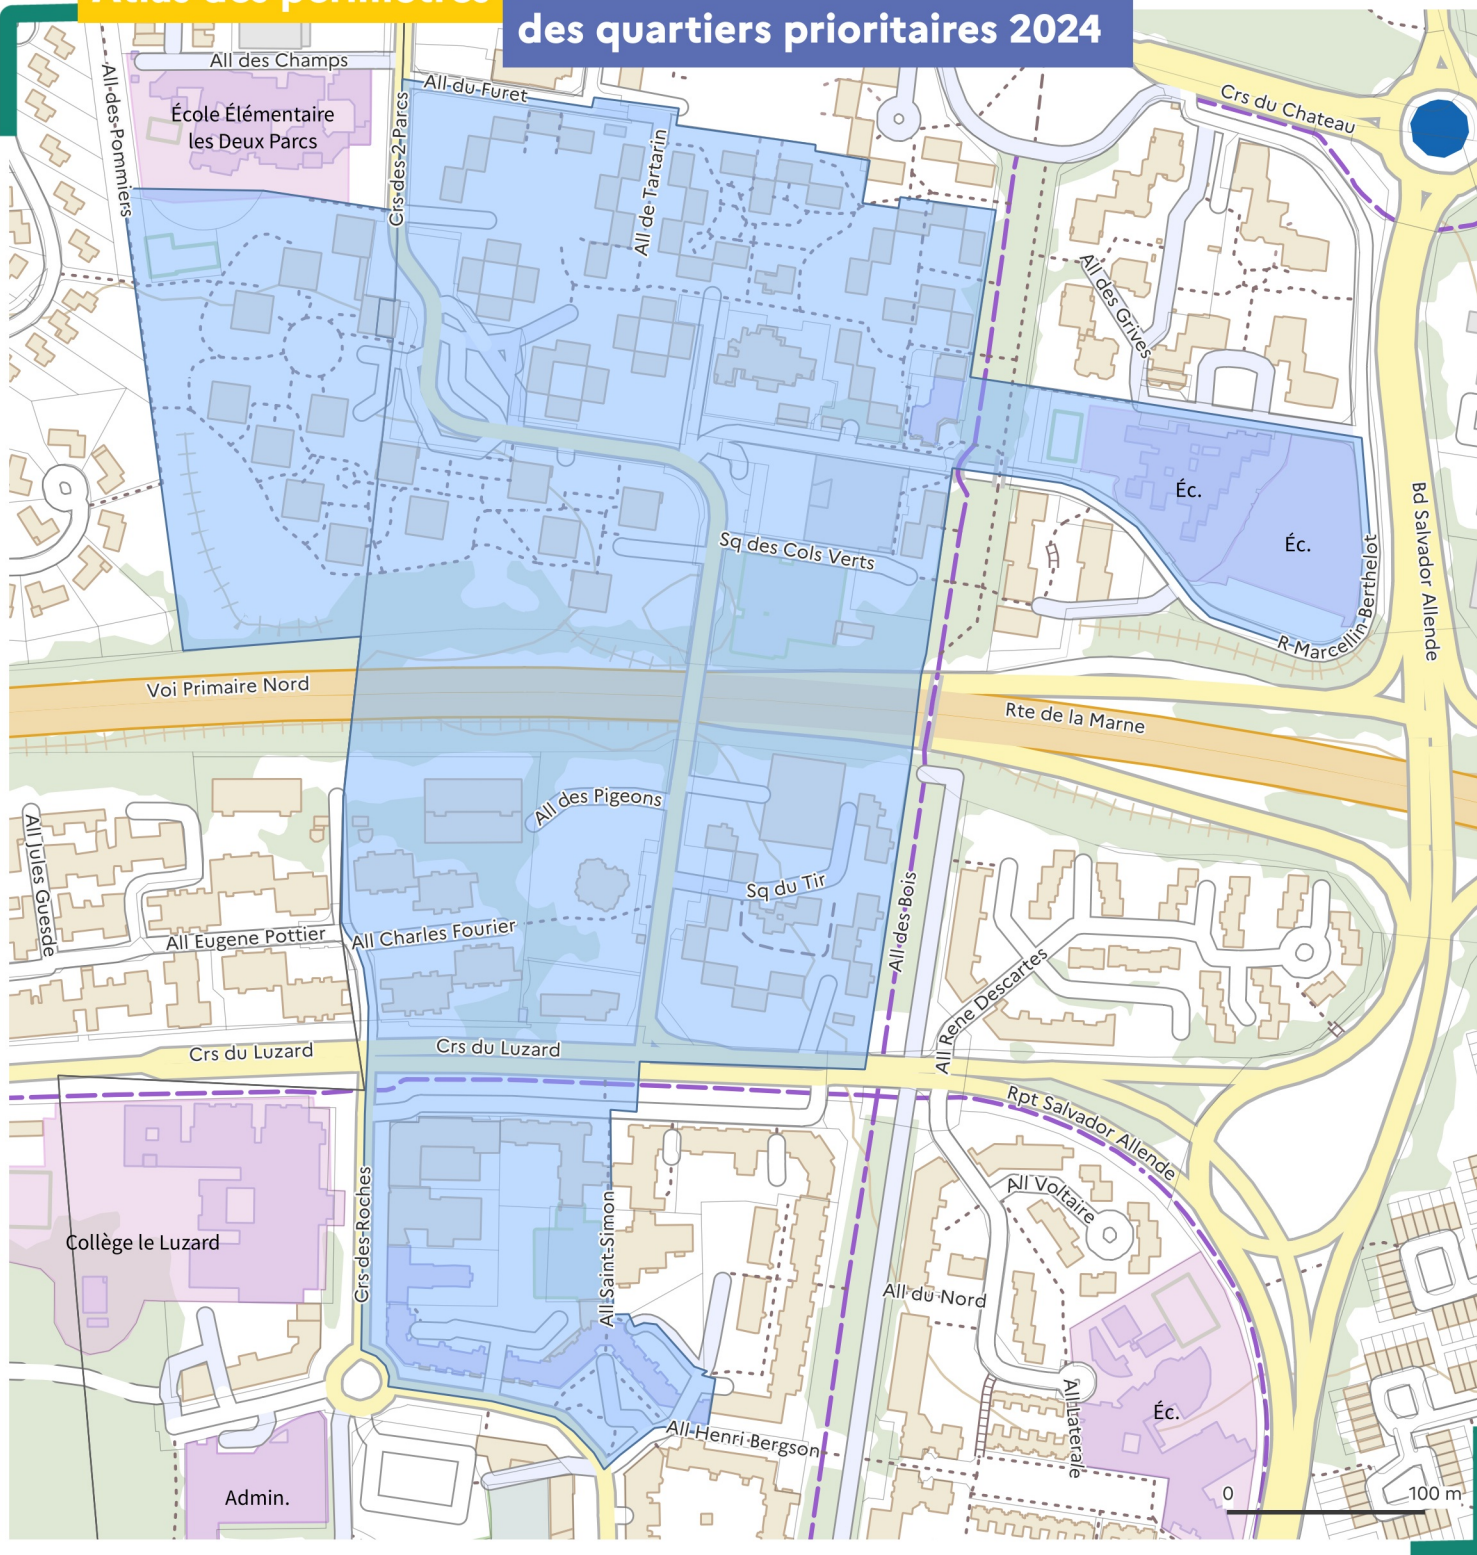 Atlas des périmètres
des quartiers prioritaires 2024
All des Champs
All du Furet
Crs du Chateau
École Élémentaire
les Deux Parcs
All des Pommiers
Crs des 2 Parcs
All de Tartarin
All des Grives
Éc.
Éc.
Sq des Cols Verts
R Marcellin Berthelot
Bd Salvador Allende
Voi Primaire Nord
Rte de la Marne
All des Pigeons
All Jules Guesde
Sq du Tir
All Eugene Pottier
All Charles Fourier
All des Bois
All Rene Descartes
Crs du Luzard
Crs du Luzard
Rpt Salvador Allende
All Voltaire
Collège le Luzard
Crs des Roches
All Saint-Simon
All du Nord
All Laterale
Éc.
All Henri Bergson
Admin.
0 100 m